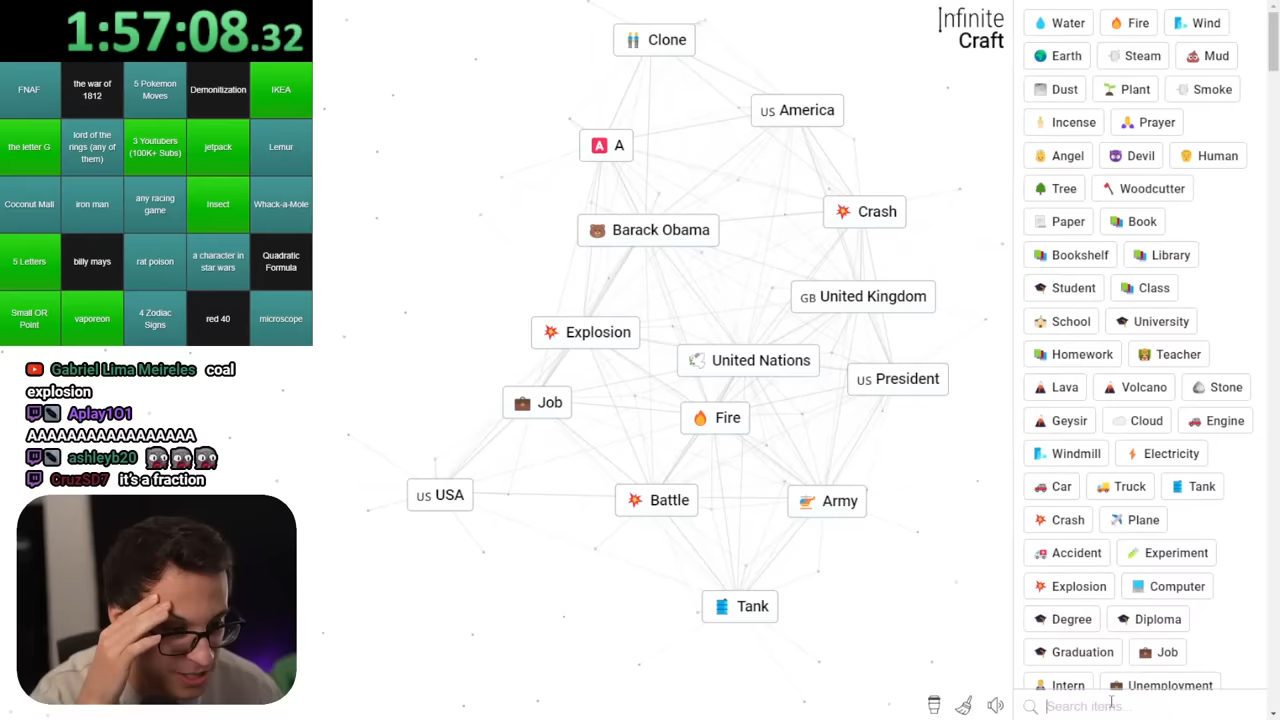 1:57:08.32
FNAF
the war of
1812
5 Pokemon
Moves
Demonitization
IKEA
the letter G
lord of the
rings (any of
them)
3 Youtubers
(100K+ Subs)
jetpack
Lemur
Coconut Mall
iron man
any racing
game
Insect
Whack-a-Mole
5 Letters
billy mays
rat poison
a character in
star wars
Quadratic
Formula
Small OR
Point
vaporeon
4 Zodiac
Signs
red 40
microscope
Gabriel Lima Meireles coal
explosion
Aplay101
AAAAAAAAAAAAAAAAA
ashleyb20
CruzSD7 it's a fraction
Infinite
Craft
Clone
US America
A A
Barack Obama
Crash
GB United Kingdom
Explosion
United Nations
US President
Job
Fire
US USA
Battle
Army
Tank
Water
Fire
Wind
Earth
Steam
Mud
Dust
Plant
Smoke
Incense
Prayer
Angel
Devil
Human
Tree
Woodcutter
Paper
Book
Bookshelf
Library
Student
Class
School
University
Homework
Teacher
Lava
Volcano
Stone
Geysir
Cloud
Engine
Windmill
Electricity
Car
Truck
Tank
Crash
Plane
Accident
Experiment
Explosion
Computer
Degree
Diploma
Graduation
Job
Intern
Unemployment
Search items...